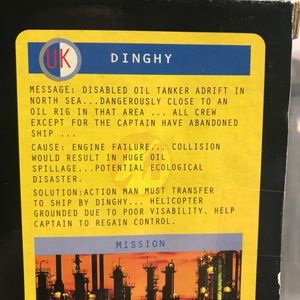 UK
DINGHY
MESSAGE: DISABLED OIL TANKER ADRIFT IN
NORTH SEA...DANGEROUSLY CLOSE TO AN
OIL RIG IN THAT AREA ... ALL CREW
EXCEPT FOR THE CAPTAIN HAVE ABANDONED
SHIP ...
CAUSE: ENGINE FAILURE... COLLISION
WOULD RESULT IN HUGE OIL
SPILLAGE...POTENTIAL ECOLOGICAL
DISASTER.
SOLUTION:ACTION MAN MUST TRANSFER
TO SHIP BY DINGHY... HELICOPTER
GROUNDED DUE TO POOR VISABILITY. HELP
CAPTAIN TO REGAIN CONTROL.
MISSION